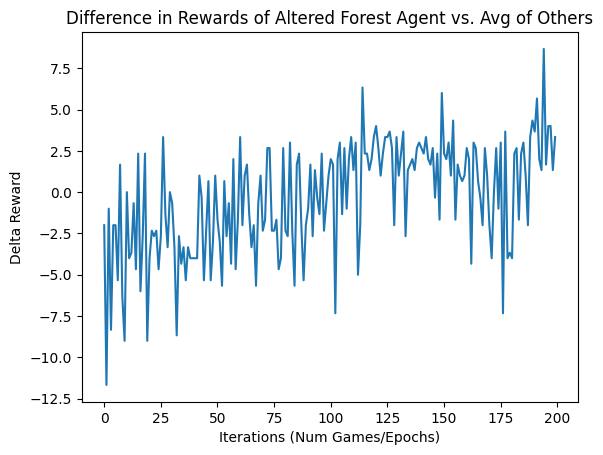 Difference in Rewards of Altered Forest Agent vs. Avg of Others
7.5
5.0
2.5
0.0
−2.5
−5.0
−7.5
−10.0
−12.5
Delta Reward
0 25 50 75 100 125 150 175 200
Iterations (Num Games/Epochs)